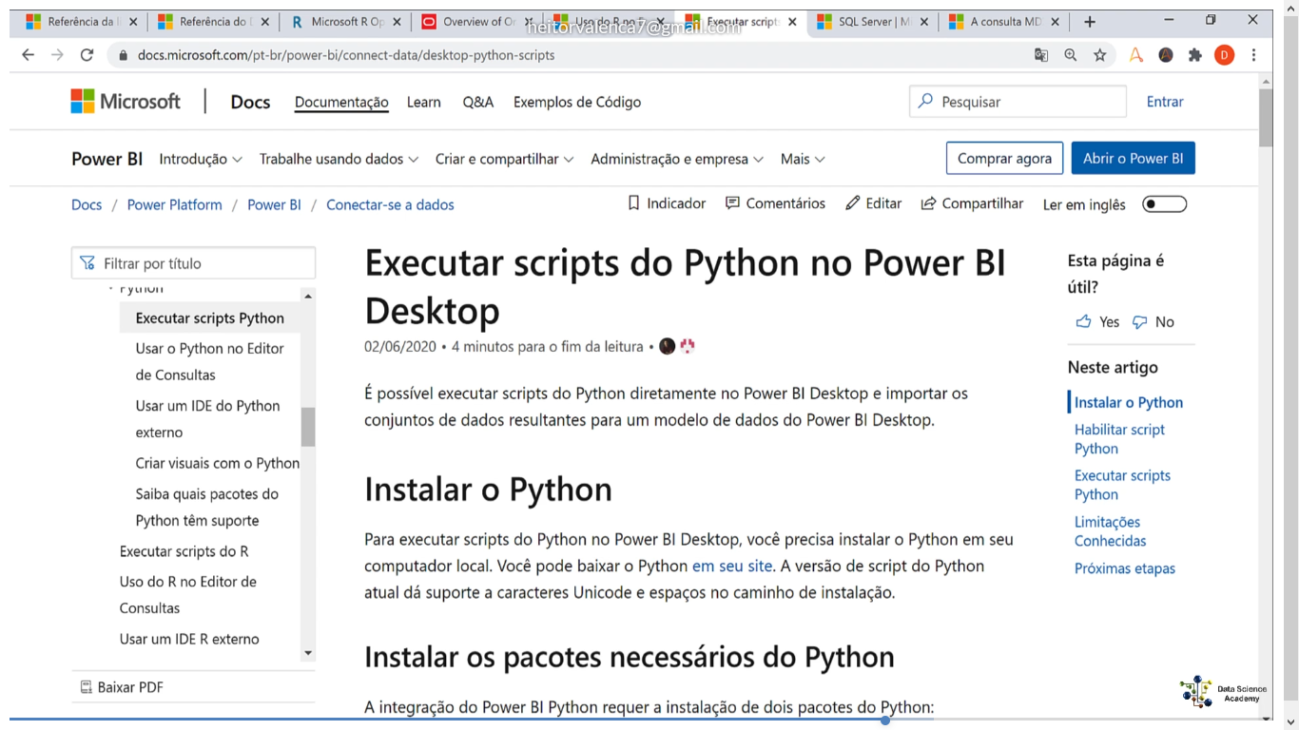 Referência da l
Referência do (
Microsoft R Op
Overview of Or
Uso do R no E
Executar scripts
SQL Server | M
A consulta MD
heitorvalerica7@gmail.com
docs.microsoft.com/pt-br/power-bi/connect-data/desktop-python-scripts
D
Microsoft
Docs Documentação Learn Q&A Exemplos de Código
Pesquisar
Entrar
Power BI Introdução Trabalhe usando dados Criar e compartilhar Administração e empresa Mais
Comprar agora
Abrir o Power BI
Docs / Power Platform / Power BI / Conectar-se a dados
Indicador Comentários Editar Compartilhar Ler em inglês
Filtrar por título
Python
Executar scripts Python
Usar o Python no Editor
de Consultas
Usar um IDE do Python
externo
Criar visuais com o Python
Saiba quais pacotes do
Python têm suporte
Executar scripts do R
Uso do R no Editor de
Consultas
Usar um IDE R externo
Baixar PDF
Executar scripts do Python no Power BI
Desktop
02/06/2020 • 4 minutos para o fim da leitura •
É possível executar scripts do Python diretamente no Power BI Desktop e importar os
conjuntos de dados resultantes para um modelo de dados do Power BI Desktop.
Instalar o Python
Para executar scripts do Python no Power BI Desktop, você precisa instalar o Python em seu
computador local. Você pode baixar o Python em seu site. A versão de script do Python
atual dá suporte a caracteres Unicode e espaços no caminho de instalação.
Instalar os pacotes necessários do Python
A integração do Power BI Python requer a instalação de dois pacotes do Python:
Esta página é
útil?
Yes No
Neste artigo
Instalar o Python
Habilitar script
Python
Executar scripts
Python
Limitações
Conhecidas
Próximas etapas
Data Science
Academy